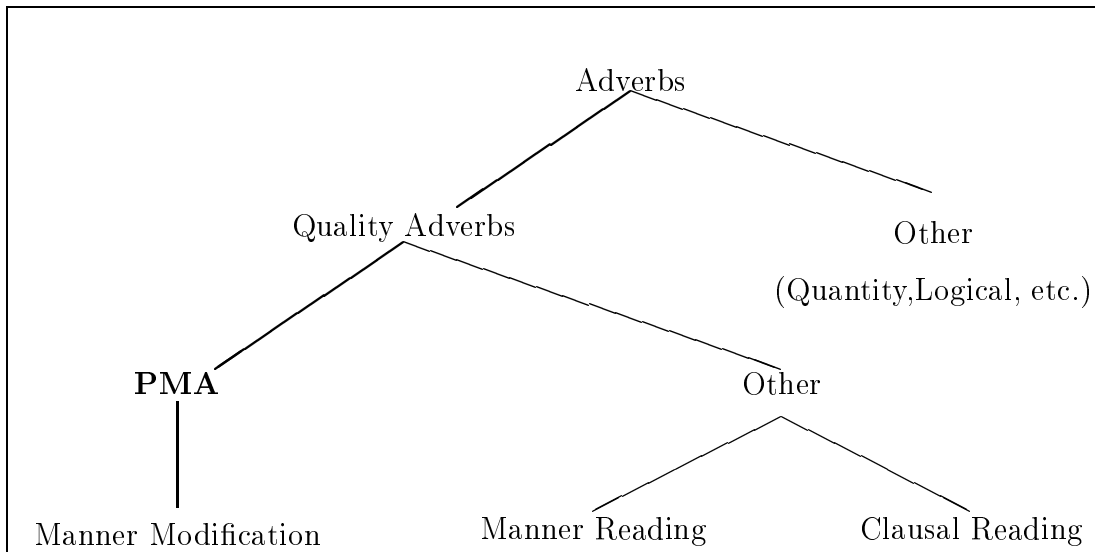 Adverbs
Quality Adverbs
Other
(Quantity,Logical, etc.)
PMA
Other
Manner Modification
Manner Reading
Clausal Reading